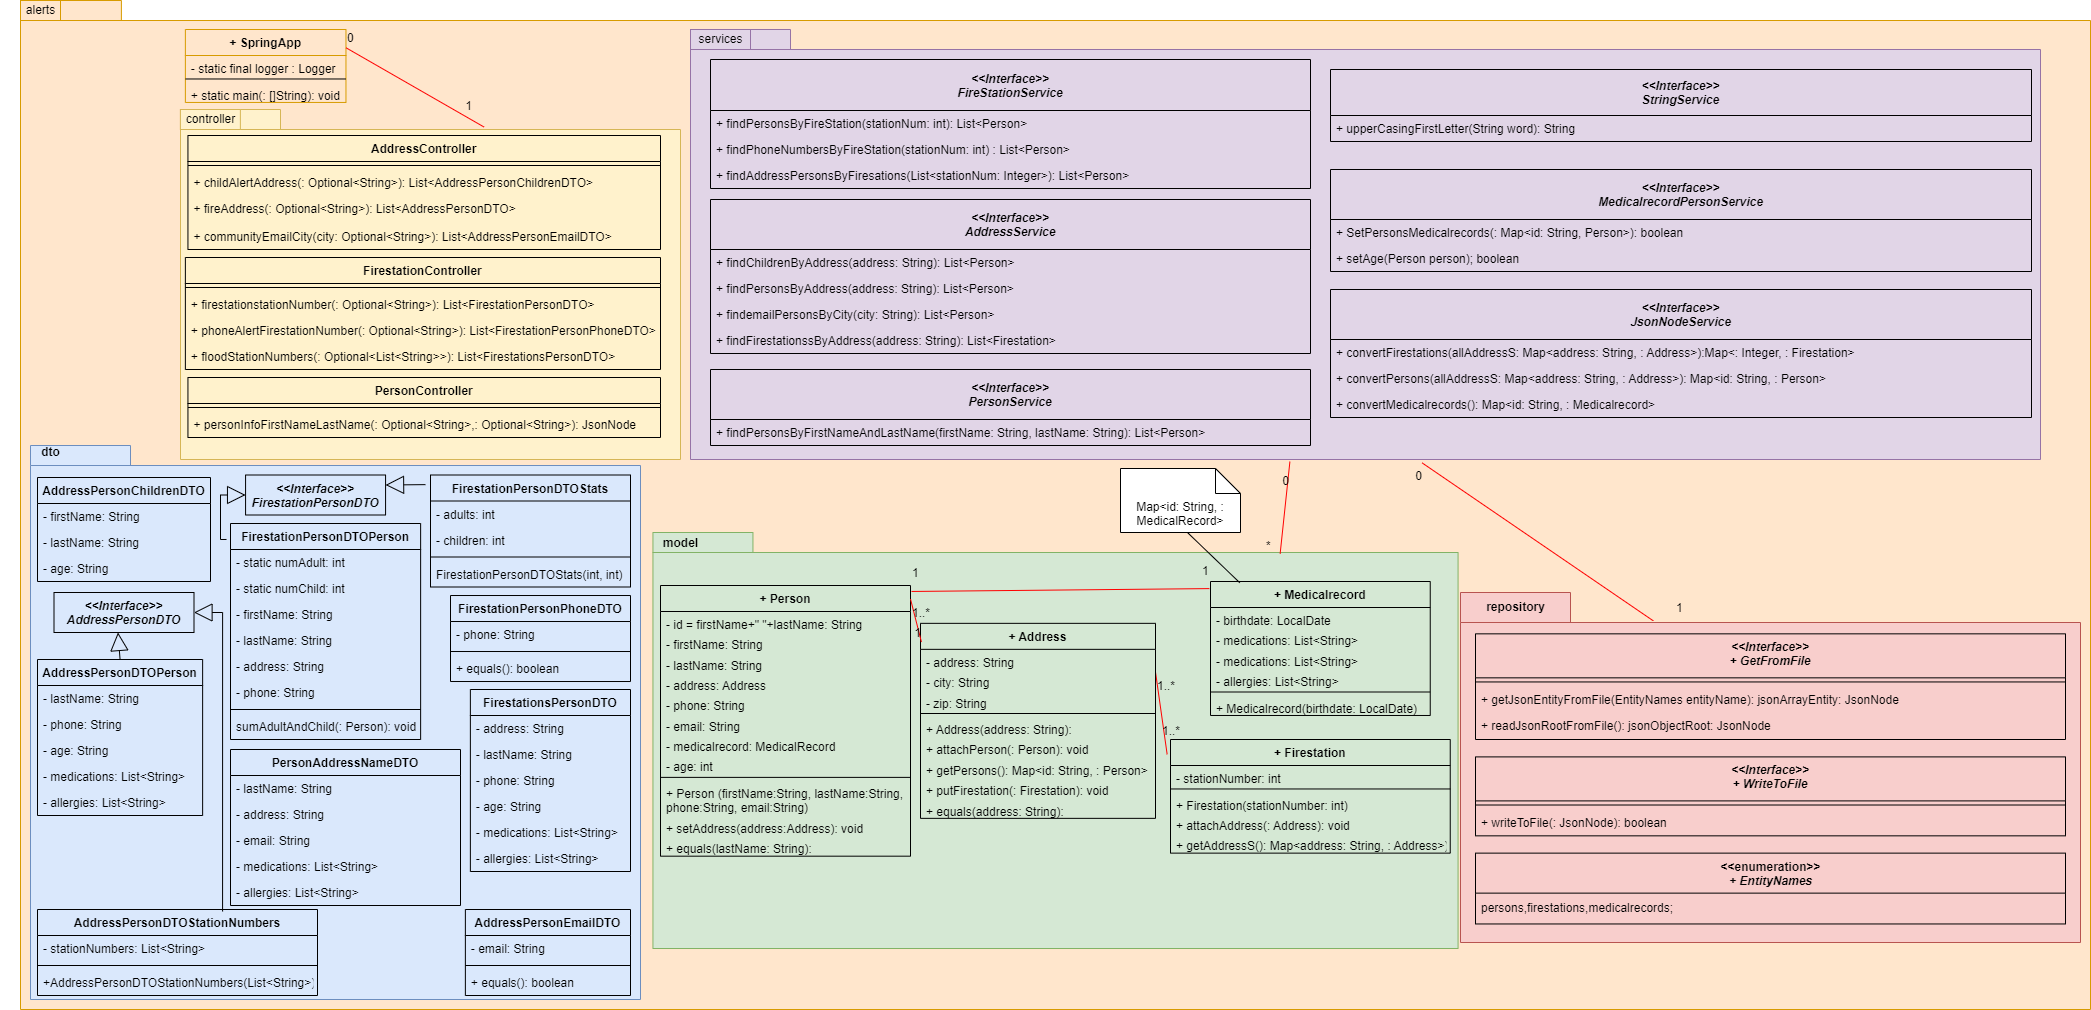 alerts
+ SpringApp
- static final logger : Logger
+ static main(: []String): void
0
1
controller
AddressController
+ childAlertAddress(: Optional<String>): List<AddressPersonChildrenDTO>
+ fireAddress(: Optional<String>): List<AddressPersonDTO>
+ communityEmailCity(city: Optional<String>): List<AddressPersonEmailDTO>
FirestationController
+ firestationstationNumber(: Optional<String>): List<FirestationPersonDTO>
+ phoneAlertFirestationNumber(: Optional<String>): List<FirestationPersonPhoneDTO>
+ floodStationNumbers(: Optional<List<String>>): List<FirestationsPersonDTO>
PersonController
+ personInfoFirstNameLastName(: Optional<String>,: Optional<String>): JsonNode
services
<<Interface>>
FireStationService
+ findPersonsByFireStation(stationNum: int): List<Person>
+ findPhoneNumbersByFireStation(stationNum: int) : List<Person>
+ findAddressPersonsByFiresations(List<stationNum: Integer>): List<Person>
<<Interface>>
AddressService
+ findChildrenByAddress(address: String): List<Person>
+ findPersonsByAddress(address: String): List<Person>
+ findemailPersonsByCity(city: String): List<Person>
+ findFirestationssByAddress(address: String): List<Firestation>
<<Interface>>
PersonService
+ findPersonsByFirstNameAndLastName(firstName: String, lastName: String): List<Person>
<<Interface>>
StringService
+ upperCasingFirstLetter(String word): String
<<Interface>>
MedicalrecordPersonService
+ SetPersonsMedicalrecords(: Map<id: String, Person>): boolean
+ setAge(Person person); boolean
<<Interface>>
JsonNodeService
+ convertFirestations(allAddressS: Map<address: String, : Address>):Map<: Integer, : Firestation>
+ convertPersons(allAddressS: Map<address: String, : Address>): Map<id: String, : Person>
+ convertMedicalrecords(): Map<id: String, : Medicalrecord>
0
*
0
1
dto
AddressPersonChildrenDTO
- firstName: String
- lastName: String
- age: String
<<Interface>>
FirestationPersonDTO
FirestationPersonDTOStats
- adults: int
- children: int
FirestationPersonDTOStats(int, int)
FirestationPersonDTOPerson
- static numAdult: int
- static numChild: int
- firstName: String
- lastName: String
- address: String
- phone: String
sumAdultAndChild(: Person): void
<<Interface>>
AddressPersonDTO
FirestationPersonPhoneDTO
- phone: String
+ equals(): boolean
AddressPersonDTOPerson
- lastName: String
- phone: String
- age: String
- medications: List<String>
- allergies: List<String>
FirestationsPersonDTO
- address: String
- lastName: String
- phone: String
- age: String
- medications: List<String>
- allergies: List<String>
PersonAddressNameDTO
- lastName: String
- address: String
- email: String
- medications: List<String>
- allergies: List<String>
AddressPersonDTOStationNumbers
- stationNumbers: List<String>
+AddressPersonDTOStationNumbers(List<String>)
AddressPersonEmailDTO
- email: String
+ equals(): boolean
Map<id: String, :
MedicalRecord>
model
+ Person
- id = firstName+" "+lastName: String
- firstName: String
- lastName: String
- address: Address
- phone: String
- email: String
- medicalrecord: MedicalRecord
- age: int
+ Person (firstName:String, lastName:String,
phone:String, email:String)
+ setAddress(address:Address): void
+ equals(lastName: String):
1
1
1..*
1
+ Address
- address: String
- city: String
- zip: String
+ Address(address: String):
+ attachPerson(: Person): void
+ getPersons(): Map<id: String, : Person>
+ putFirestation(: Firestation): void
+ equals(address: String):
+ Medicalrecord
- birthdate: LocalDate
- medications: List<String>
- medications: List<String>
- allergies: List<String>
+ Medicalrecord(birthdate: LocalDate)
1..*
1..*
+ Firestation
- stationNumber: int
+ Firestation(stationNumber: int)
+ attachAddress(: Address): void
+ getAddressS(): Map<address: String, : Address>)
repository
<<Interface>>
+ GetFromFile
+ getJsonEntityFromFile(EntityNames entityName): jsonArrayEntity: JsonNode
+ readJsonRootFromFile(): jsonObjectRoot: JsonNode
<<Interface>>
+ WriteToFile
+ writeToFile(: JsonNode): boolean
<<enumeration>>
+ EntityNames
persons,firestations,medicalrecords;